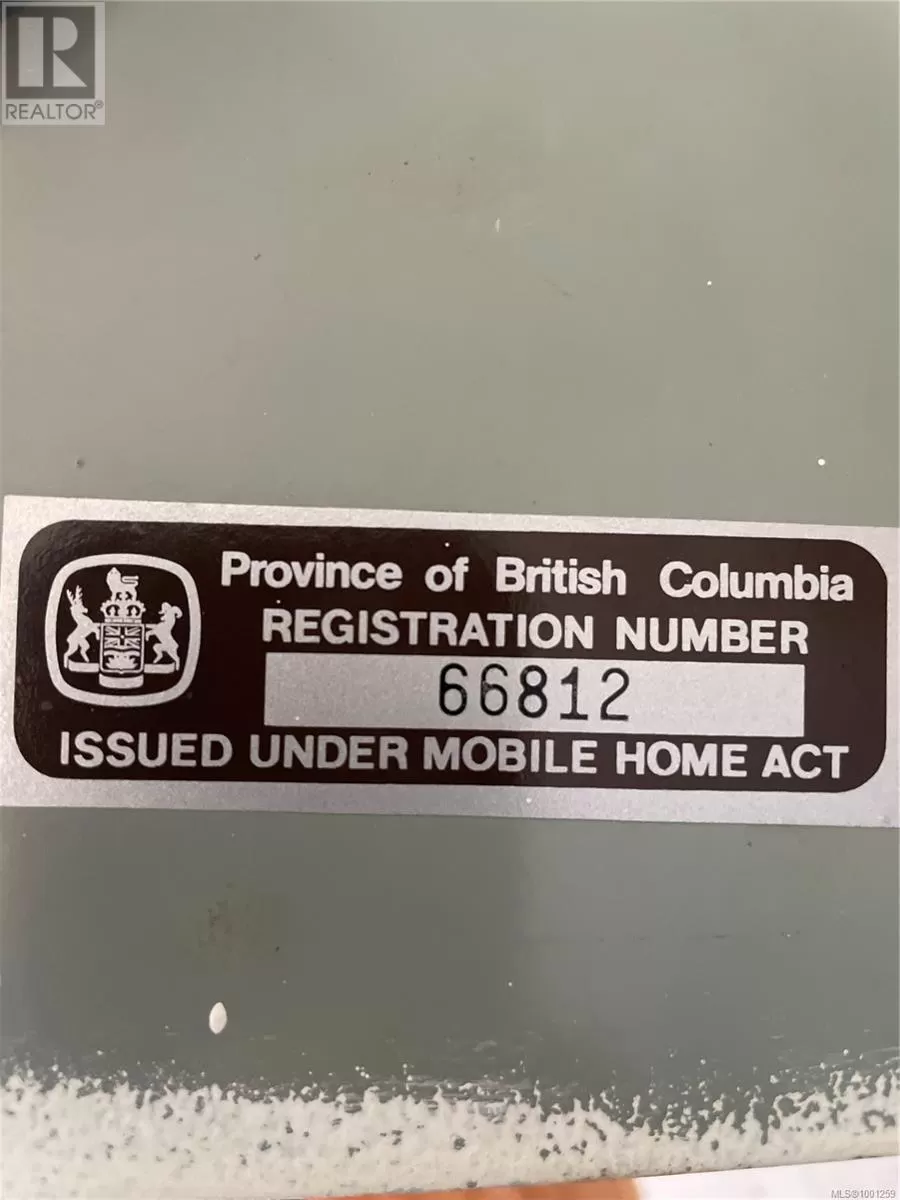 R
REALTOR®
Province of British Columbia
REGISTRATION NUMBER
66812
ISSUED UNDER MOBILE HOME ACT
MLS®1001259